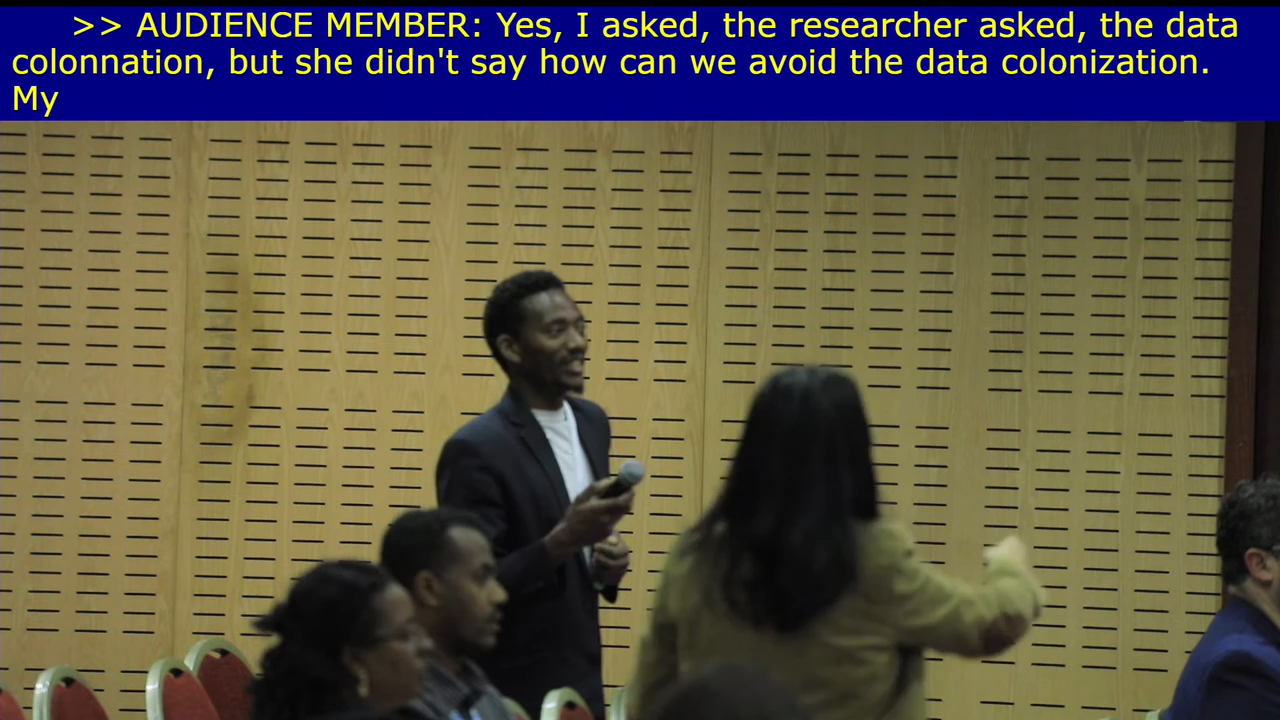 >> AUDIENCE MEMBER: Yes, I asked, the researcher asked, the data
colonnation, but she didn't say how can we avoid the data colonization.
My